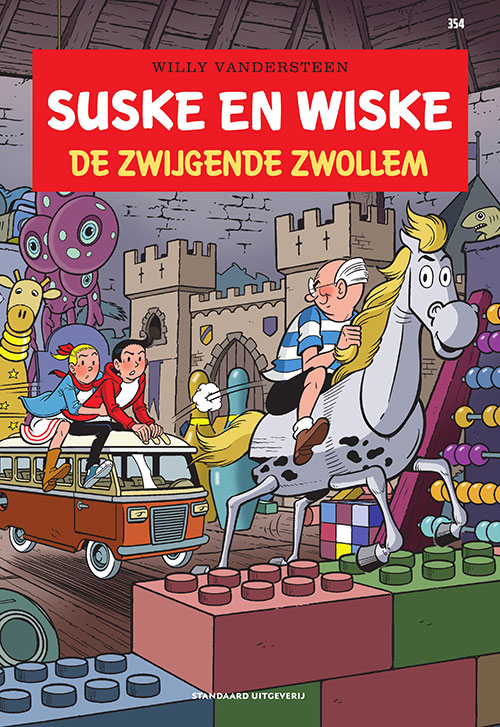 354
WILLY VANDERSTEEN
SUSKE EN WISKE
DE ZWIJGENDE ZWOLLEM
STANDAARD UITGEVERIJ